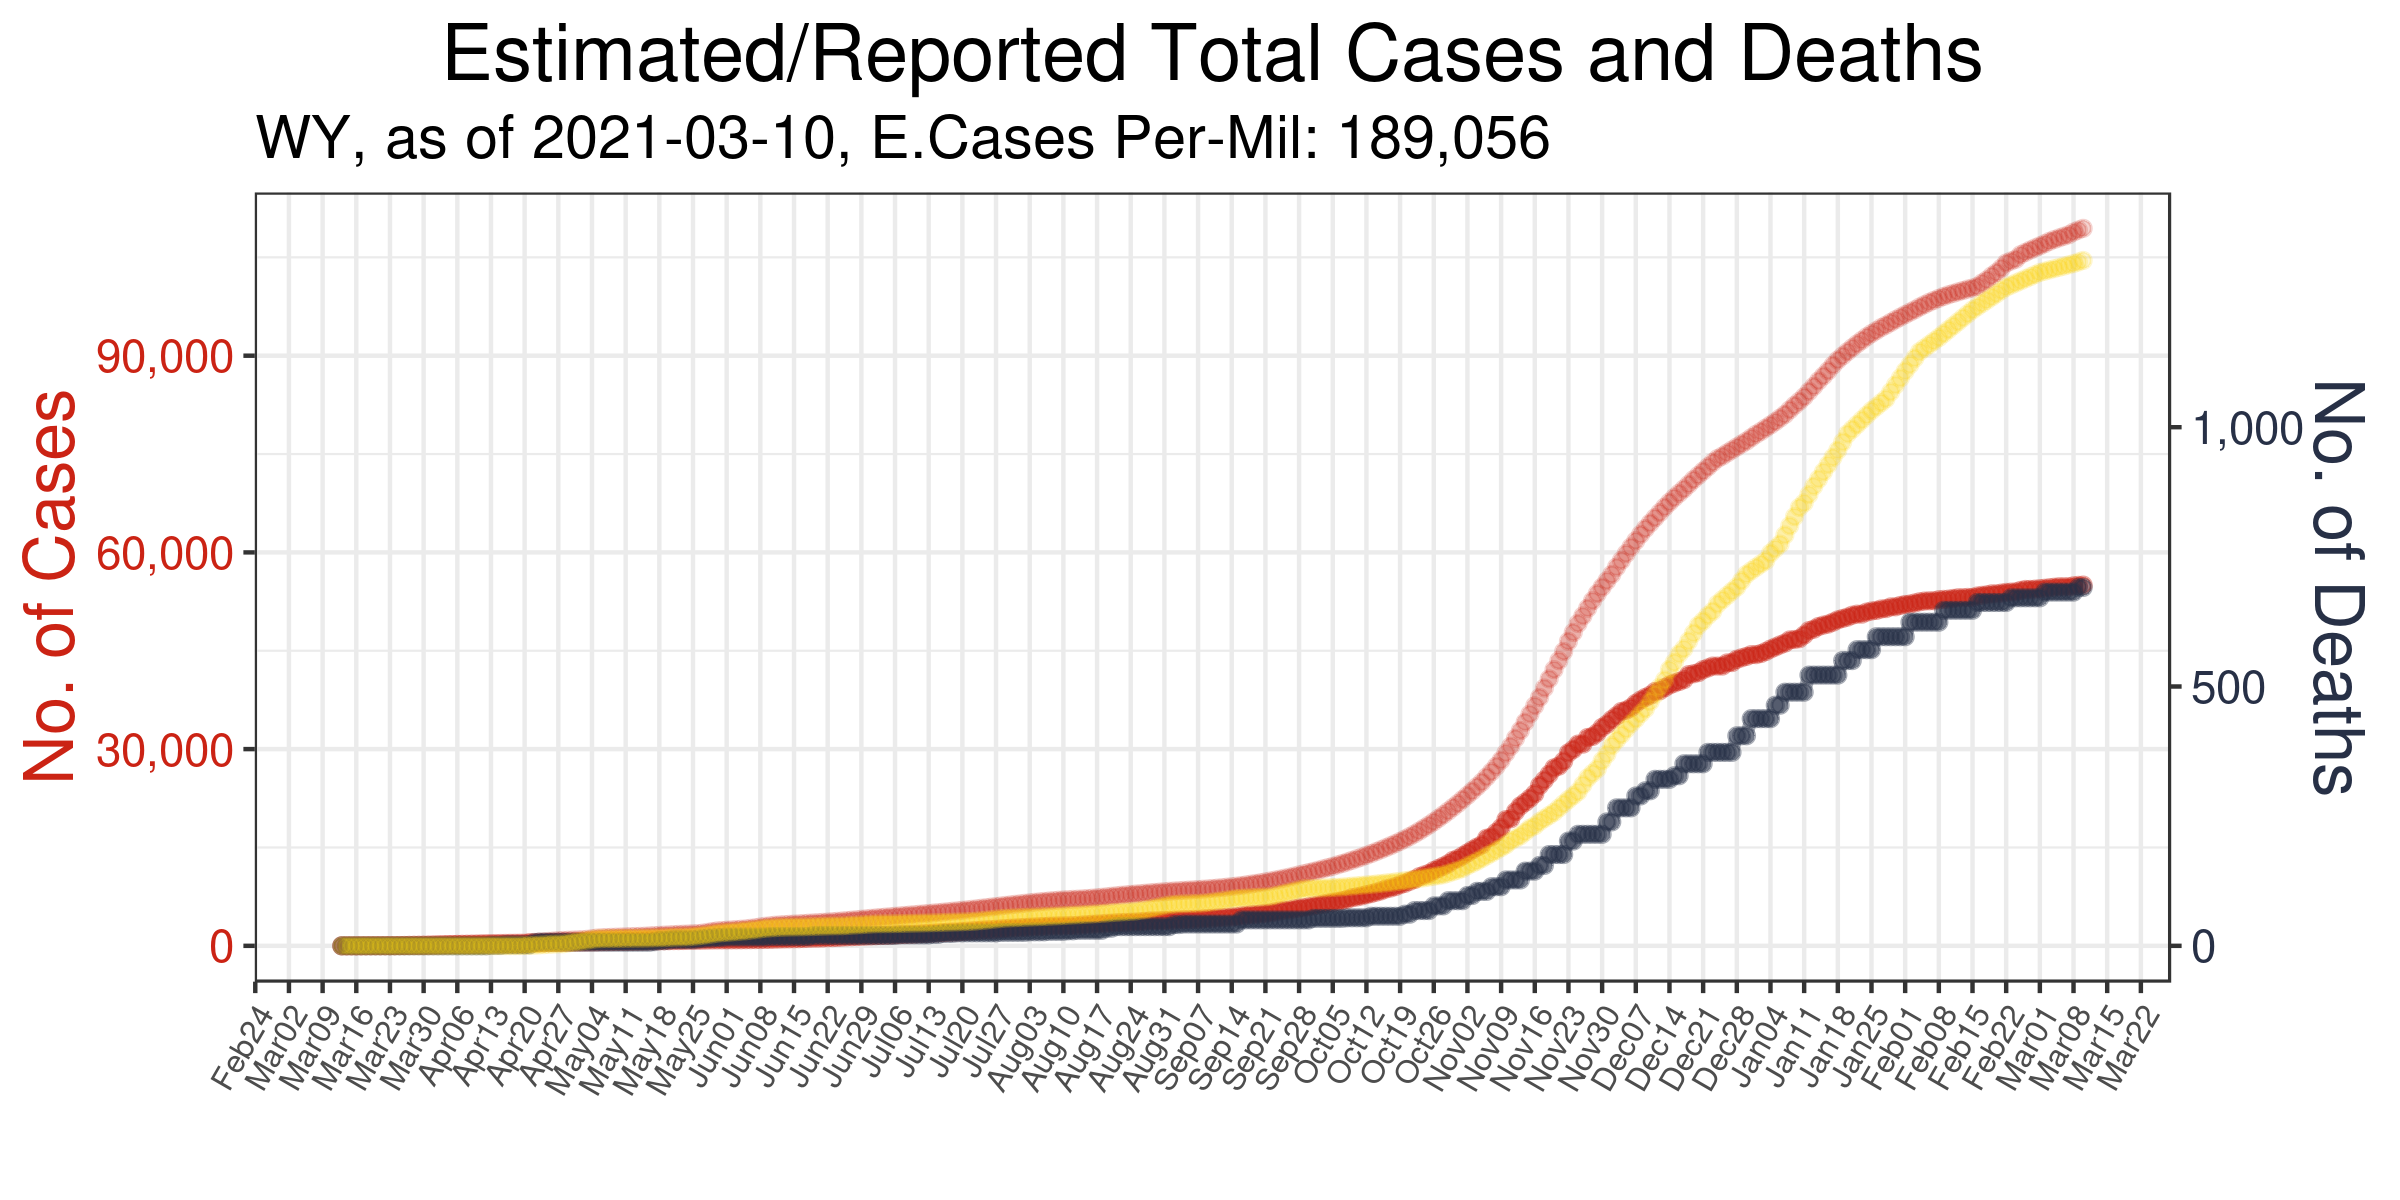 Estimated/Reported Total Cases and Deaths
WY, as of 2021-03-10, E.Cases Per-Mil: 189,056
No. of Cases
90,000
60,000
30,000
0
1,000
500
0
No. of Deaths
Feb24
Mar02
Mar09
Mar16
Mar23
Mar30
Apr06
Apr13
Apr20
Apr27
May04
May11
May18
May25
Jun01
Jun08
Jun15
Jun22
Jun29
Jul06
Jul13
Jul20
Jul27
Aug03
Aug10
Aug17
Aug24
Aug31
Sep07
Sep14
Sep21
Sep28
Oct05
Oct12
Oct19
Oct26
Nov02
Nov09
Nov16
Nov23
Nov30
Dec07
Dec14
Dec21
Dec28
Jan04
Jan11
Jan18
Jan25
Feb01
Feb08
Feb15
Feb22
Mar01
Mar08
Mar15
Mar22